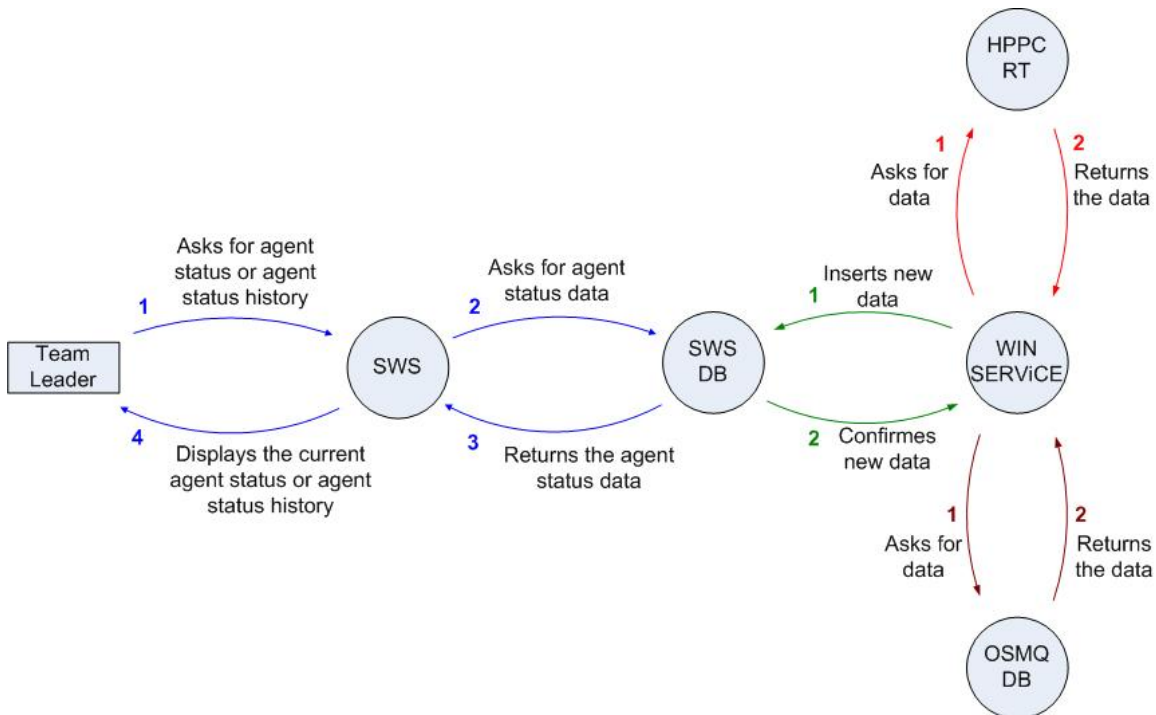 HPPC
RT
1
Asks for
data
2
Returns
the data
Asks for agent
status or agent
status history
1
Asks for agent
status data
2
Inserts new
data
1
Team
Leader
SWS
SWS
DB
WIN
SERViCE
4
Displays the current
agent status or agent
status history
3
Returns the agent
status data
2
Confirmes
new data
1
Asks for
data
2
Returns
the data
OSMQ
DB